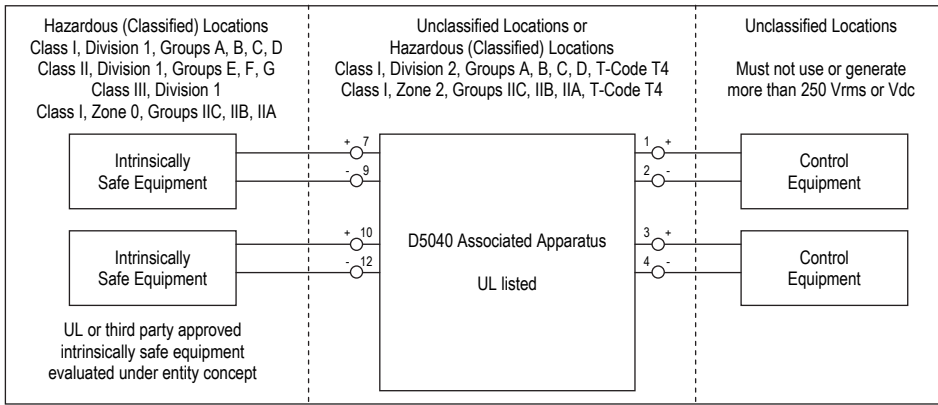 Hazardous (Classified) Locations
Class I, Division 1, Groups A, B, C, D
Class II, Division 1, Groups E, F, G
Class III, Division 1
Class I, Zone 0, Groups IIC, IIB, IIA
Unclassified Locations or
Hazardous (Classified) Locations
Class I, Division 2, Groups A, B, C, D, T-Code T4
Class I, Zone 2, Groups IIC, IIB, IIA, T-Code T4
Unclassified Locations
Must not use or generate
more than 250 Vrms or Vdc
Intrinsically
Safe Equipment
+ 7
- 9
Intrinsically
Safe Equipment
+ 10
- 12
UL or third party approved
intrinsically safe equipment
evaluated under entity concept
D5040 Associated Apparatus
UL listed
1 +
2 -
Control
Equipment
3 +
4 -
Control
Equipment